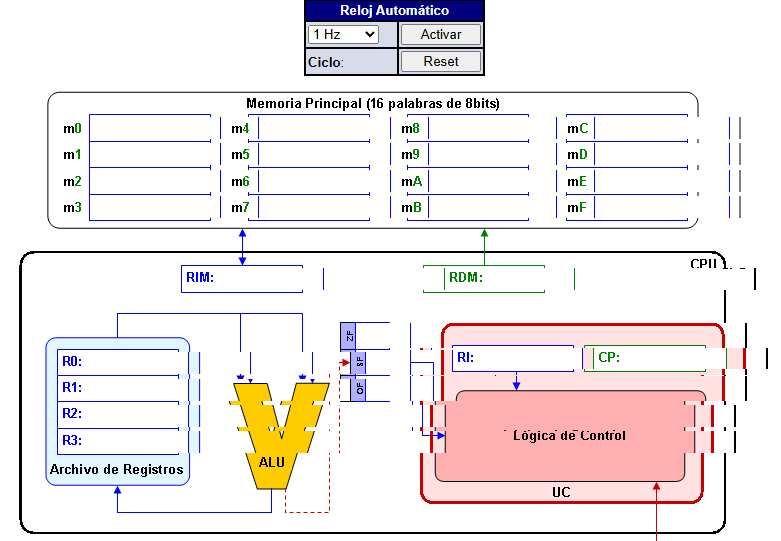 Reloj Automático
1 Hz Activar
Ciclo: Reset
Memoria Principal (16 palabras de 8bits)
m0 m4 m8 mC
m1 m5 m9 mD
m2 m6 mA mE
m3 m7 mB mF
CPU
RIM: RDM:
ZF
SF
OF
R0:
R1:
R2:
R3:
Archivo de Registros
ALU
RI: CP:
Lógica de Control
UC